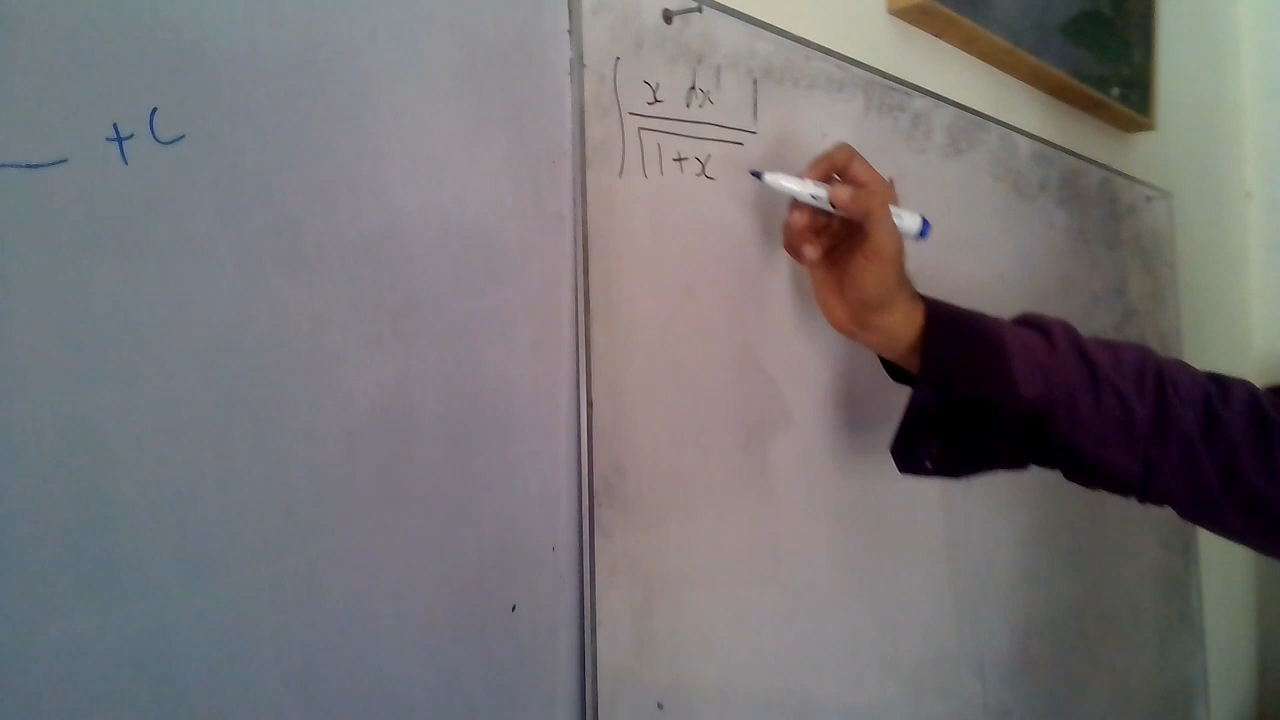 +C
∫ x dx
√1+x